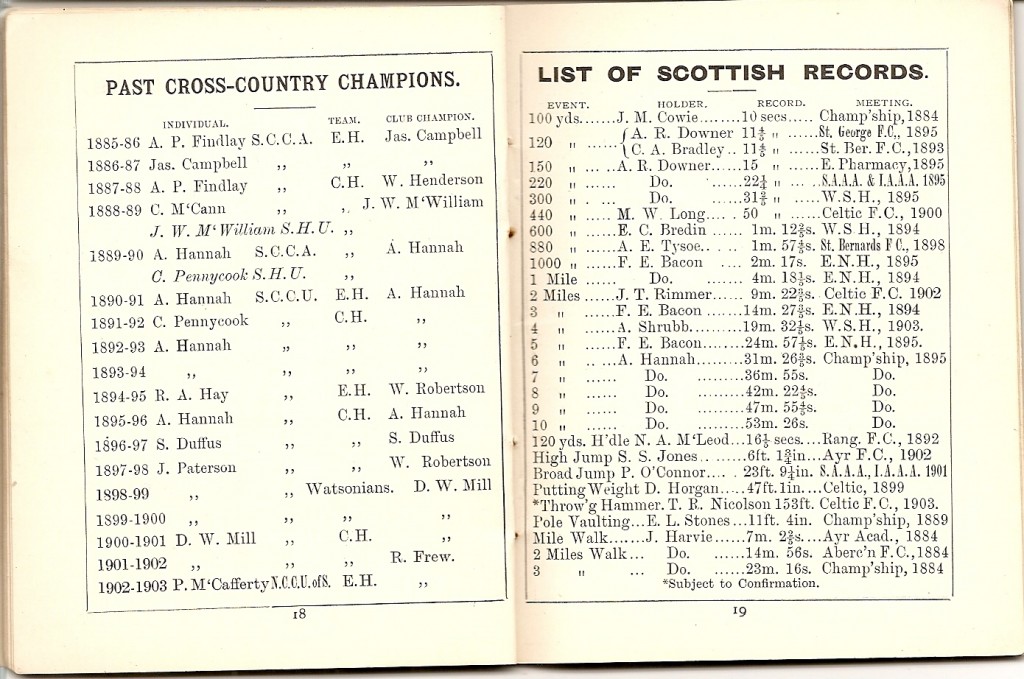 PAST CROSS-COUNTRY CHAMPIONS.
INDIVIDUAL. TEAM. CLUB CHAMPION.
1885-86 A. P. Findlay S.C.C.A. E.H. Jas. Campbell
1886-87 Jas. Campbell ,, ,, ,,
1887-88 A. P. Findlay ,, C.H. W. Henderson
1888-89 C. M‘Cann ,, ,, J. W. M‘William
J. W. M‘William S.H.U. ,,
1889-90 A. Hannah S.C.C.A. ,, A. Hannah
C. Pennycook S.H.U. ,,
1890-91 A. Hannah S.C.C.U. E.H. A. Hannah
1891-92 C. Pennycook ,, C.H. ,,
1892-93 A. Hannah ,, ,, ,,
1893-94 ,, ,, ,, ,,
1894-95 R. A. Hay ,, E.H. W. Robertson
1895-96 A. Hannah ,, C.H. A. Hannah
1896-97 S. Duffus ,, ,, S. Duffus
1897-98 J. Paterson ,, ,, W. Robertson
1898-99 ,, ,, Watsonians. D. W. Mill
1899-1900 ,, ,, ,, ,,
1900-1901 D. W. Mill ,, C.H. ,,
1901-1902 ,, ,, ,, R. Frew.
1902-1903 P. M‘Cafferty N.C.C.U. of S. E.H. ,,
18
LIST OF SCOTTISH RECORDS.
EVENT. HOLDER. RECORD. MEETING.
100 yds.......J. M. Cowie.......10 secs.....Champ'ship, 1884
120 ,, ......{A. R. Downer 11⅘ ,, ......St. George F.C., 1895
{C. A. Bradley.. 11⅘ ,, ......St. Ber. F.C., 1893
150 ,, ... ...A. R. Downer...15 ,, ......E. Pharmacy, 1895
220 ,, ...... Do. ......22¼ ,, ... ...S.A.A.A. & I.A.A.A. 1895
300 ,, . ... Do. ......31⅖ ,, ......W.S.H., 1895
440 ,, ..... M. W. Long.... . 50 ,, ......Celtic F.C., 1900
600 ,, ...... E. C. Bredin ... 1m. 12⅖s. W.S H., 1894
880 ,, ...... A. E. Tysoe.. . . 1m. 57⅘s. St. Bernards F C., 1898
1000 ,, ...... F. E. Bacon .... 2m. 17s. E.N.H., 1895
1 Mile ...... Do. ...... 4m. 18⅕s. E.N.H., 1894
2 Miles ......J. T. Rimmer...... 9m. 22⅗s. Celtic F.C. 1902
3 ,, ......F. E. Bacon ......14m. 27⅗s. E.N.H., 1894
4 ,, ...... A. Shrubb.......19m. 32⅕s. W.S.H., 1903.
5 ,, ......F. E. Bacon.......24m. 57⅕s. E.N.H., 1895.
6 ,, .. ... A. Hannah........31m. 26⅗s. Champ'ship, 1895
7 ,, ...... Do. .........36m. 55s. Do.
8 ,, ...... Do. .........42m. 22⅘s. Do.
9 ,, ...... Do. .........47m. 55⅘s. Do.
10 ,, ...... Do. .........53m. 26s. Do.
120 yds. H'dle N. A. M‘Leod...16⅕ secs....Rang. F.C., 1892
High Jump S. S. Jones .. ......6ft. 1¾in...Ayr F.C., 1902
Broad Jump P. O'Connor.... . 23ft. 9½in. S.A.A.A., I.A.A.A. 1901
Putting Weight D. Horgan.....47ft.1in....Celtic, 1899
*Throw'g Hammer. T. R. Nicolson 153ft. Celtic F.C., 1903.
Pole Vaulting...E. L. Stones...11ft. 4in. Champ'ship, 1889
Mile Walk.......J. Harvie.....7m. 2⅗s....Ayr Acad., 1884
2 Miles Walk... Do. ......14m. 56s. Aberc'n F.C., 1884
3 ,, ... Do. ......23m. 16s. Champ'ship, 1884
*Subject to Confirmation.
19